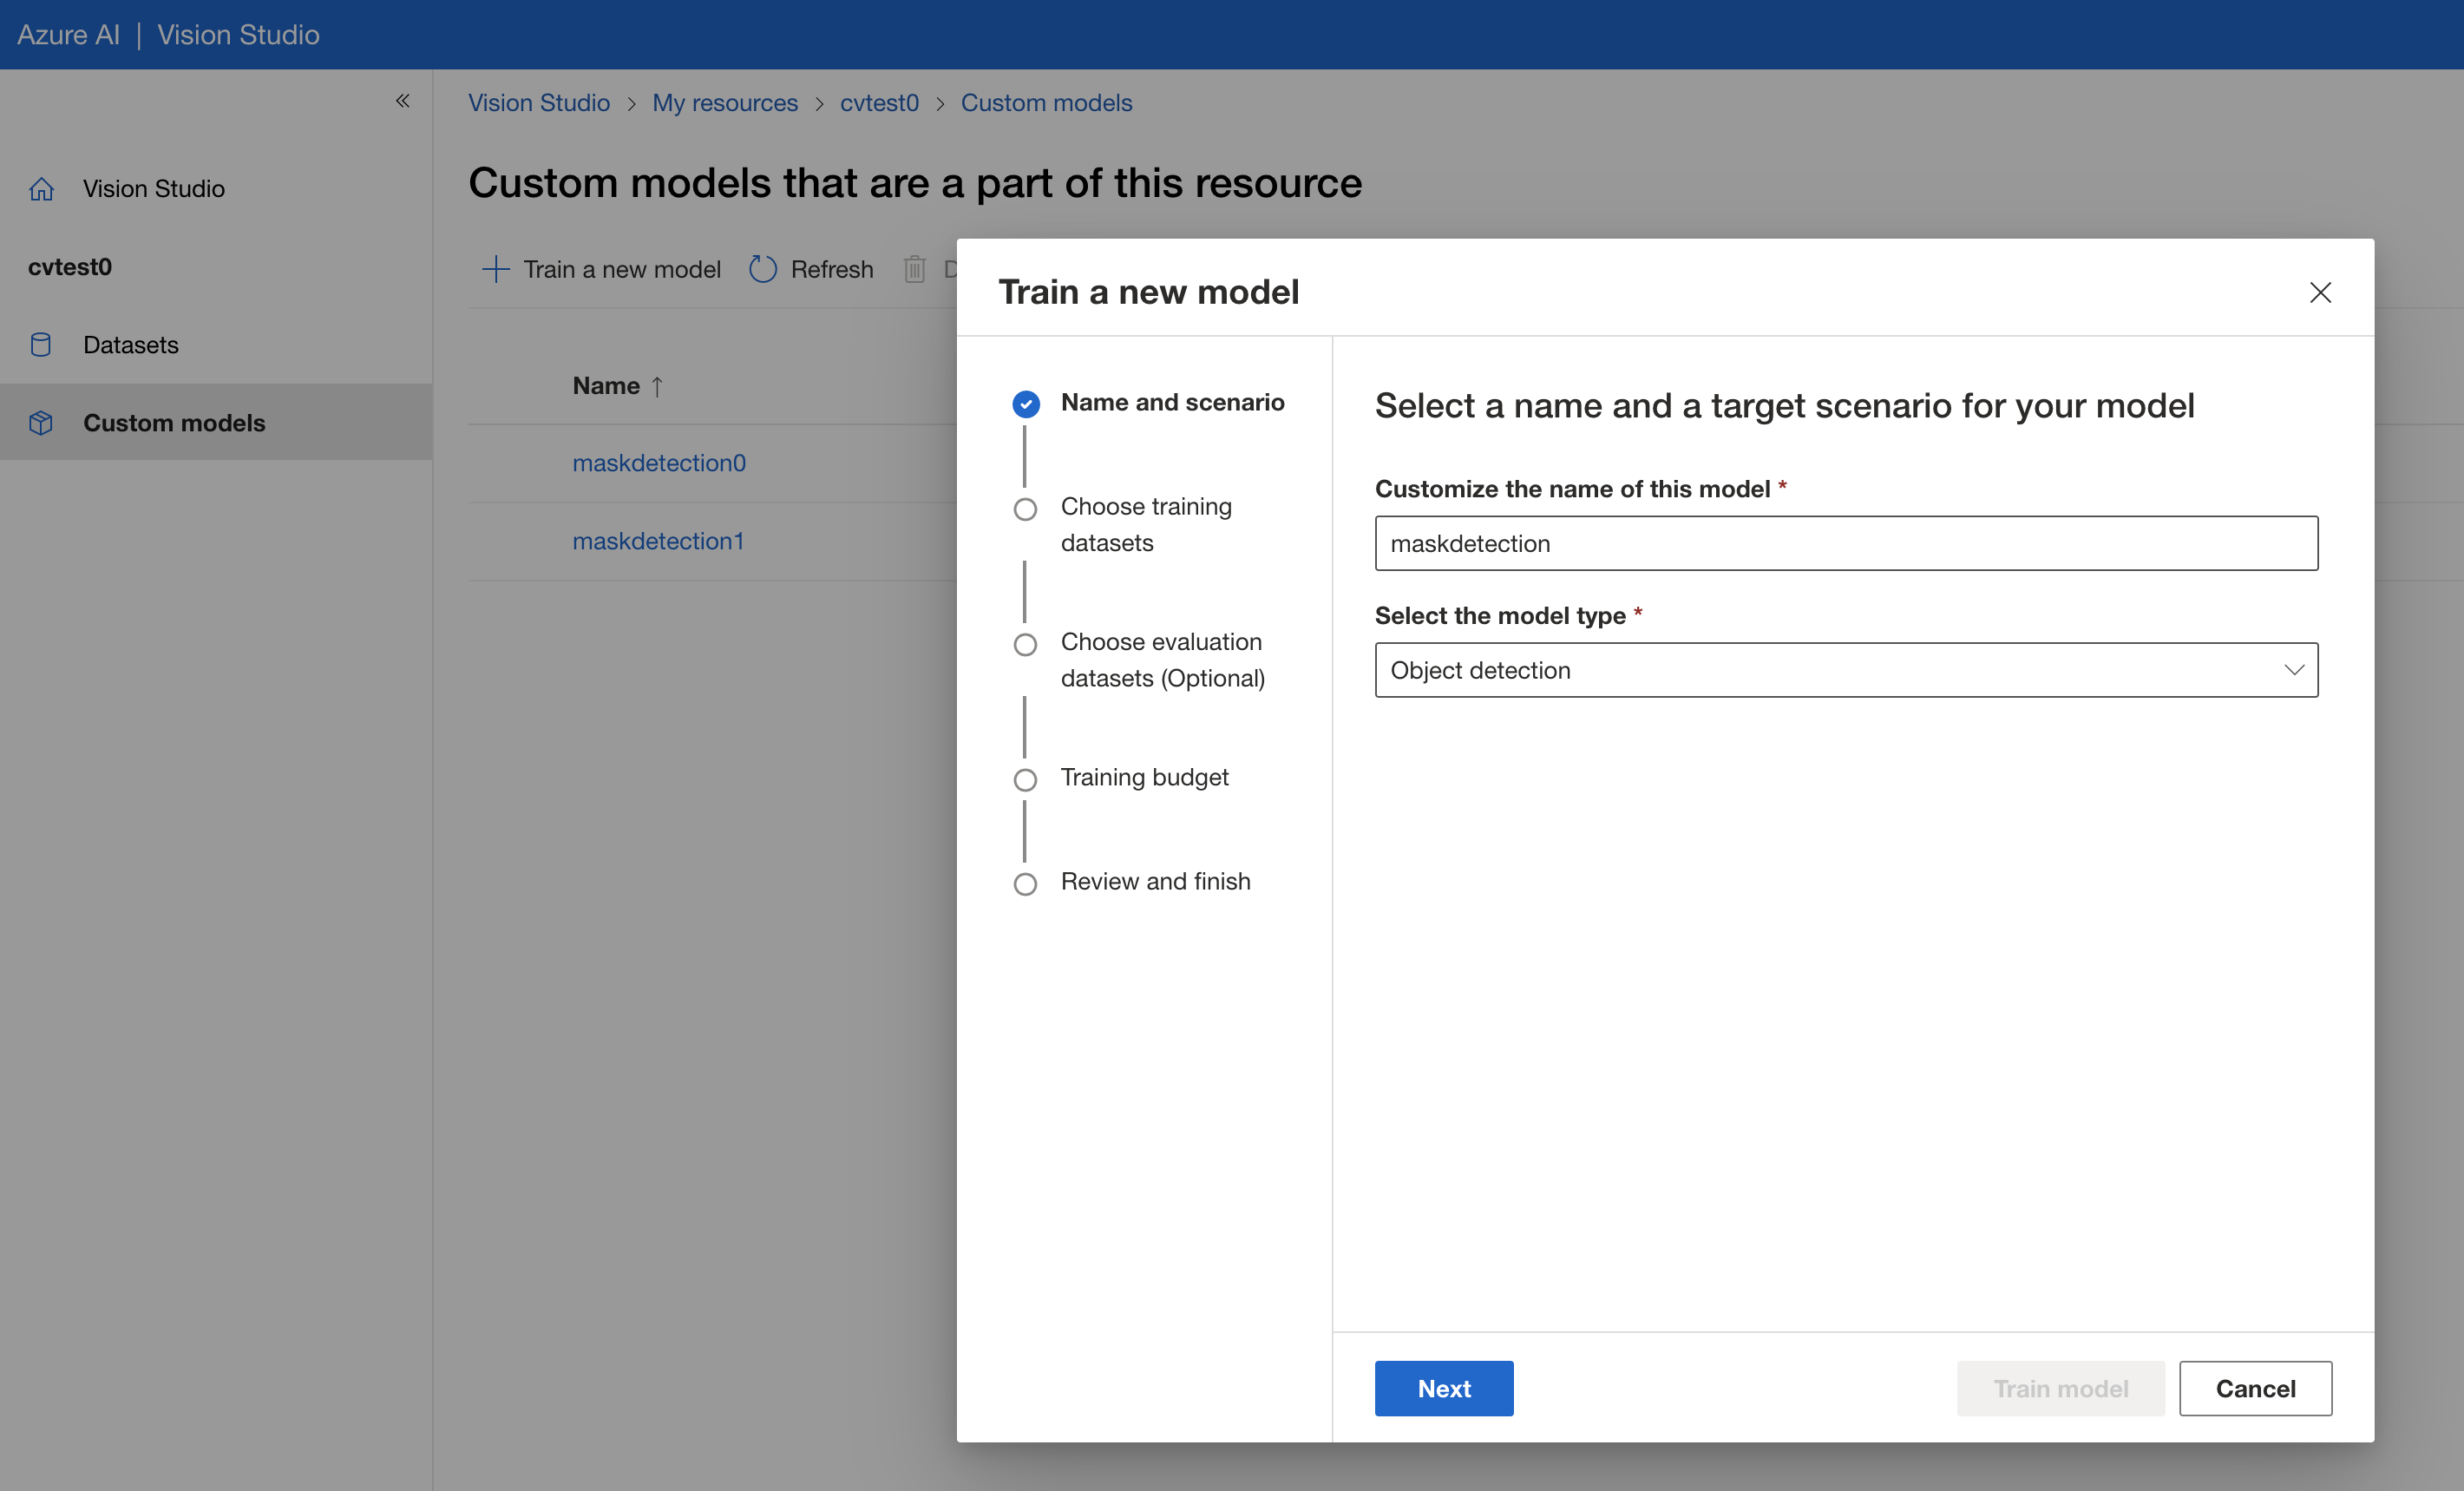 Azure AI | Vision Studio
Vision Studio > My resources > cvtest0 > Custom models
Vision Studio
cvtest0
Datasets
Custom models
Custom models that are a part of this resource
Train a new model Refresh
Name ↑
maskdetection0
maskdetection1
Train a new model
Name and scenario
Choose training
datasets
Choose evaluation
datasets (Optional)
Training budget
Review and finish
Select a name and a target scenario for your model
Customize the name of this model *
maskdetection
Select the model type *
Object detection
Next
Train model
Cancel